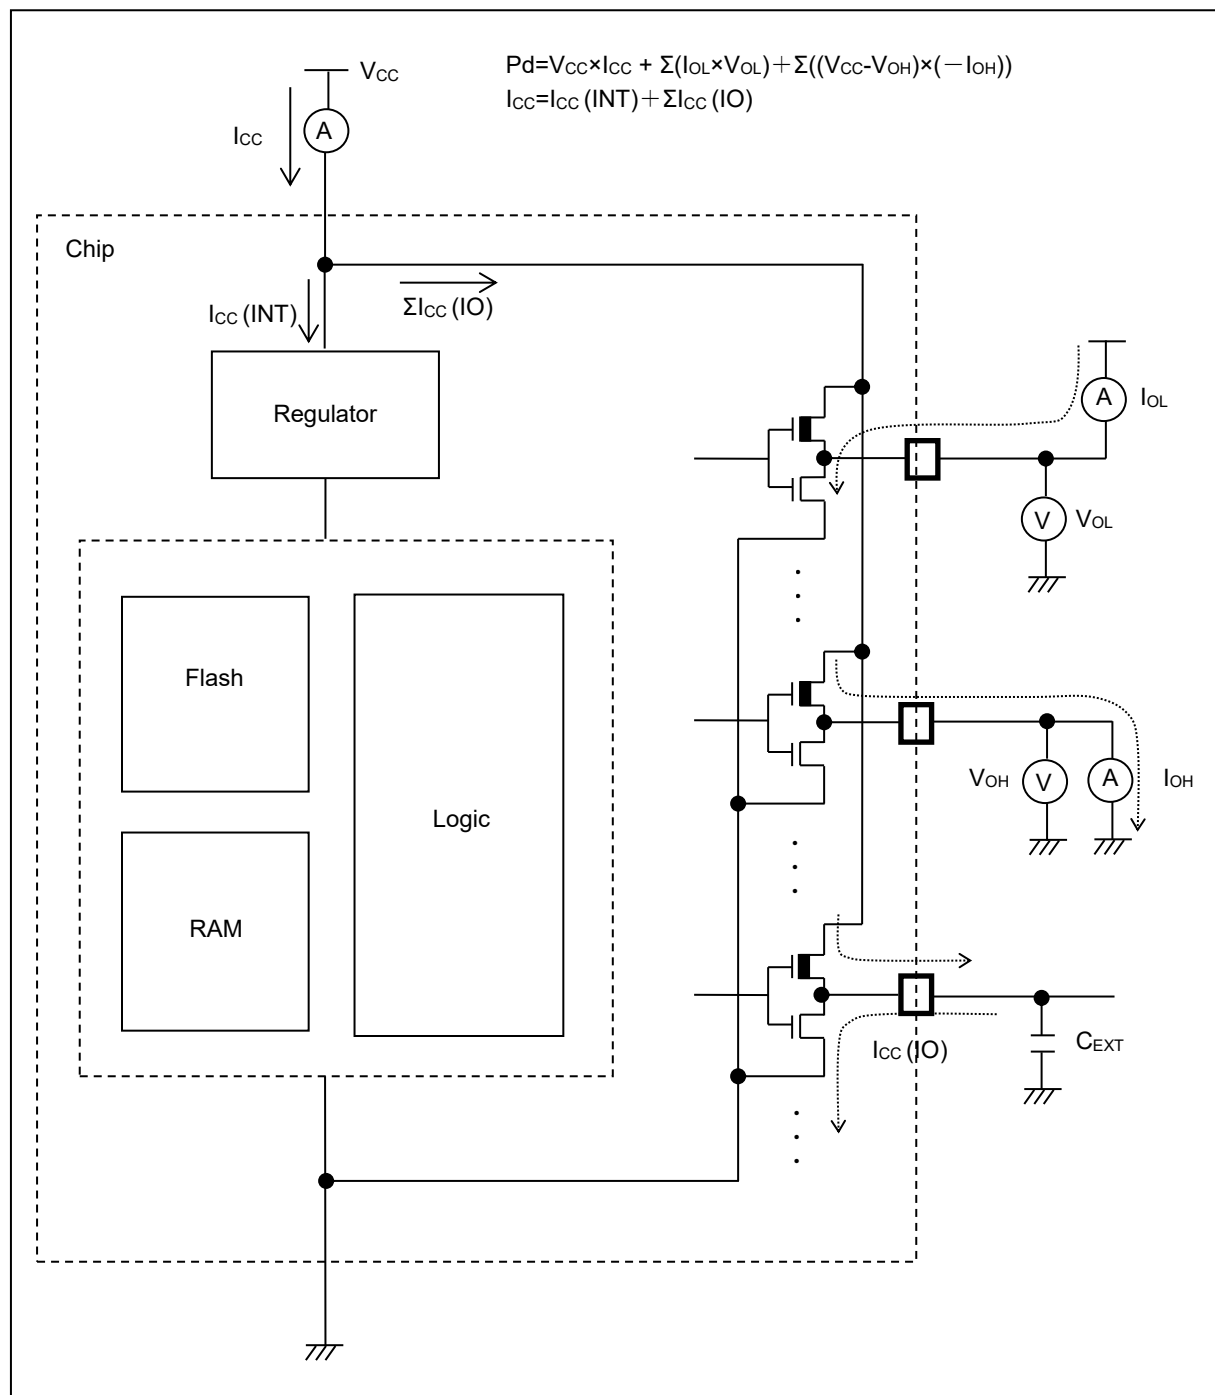 Pd=VCC×ICC + Σ(IOL×VOL)+Σ((VCC-VOH)×(－IOH))
ICC=ICC(INT)+ΣICC(IO)
VCC
A
ICC
Chip
ICC(INT)
ΣICC(IO)
Regulator
A
IOL
V
VOL
Flash
Logic
RAM
VOH
V
A
IOH
ICC(IO)
CEXT